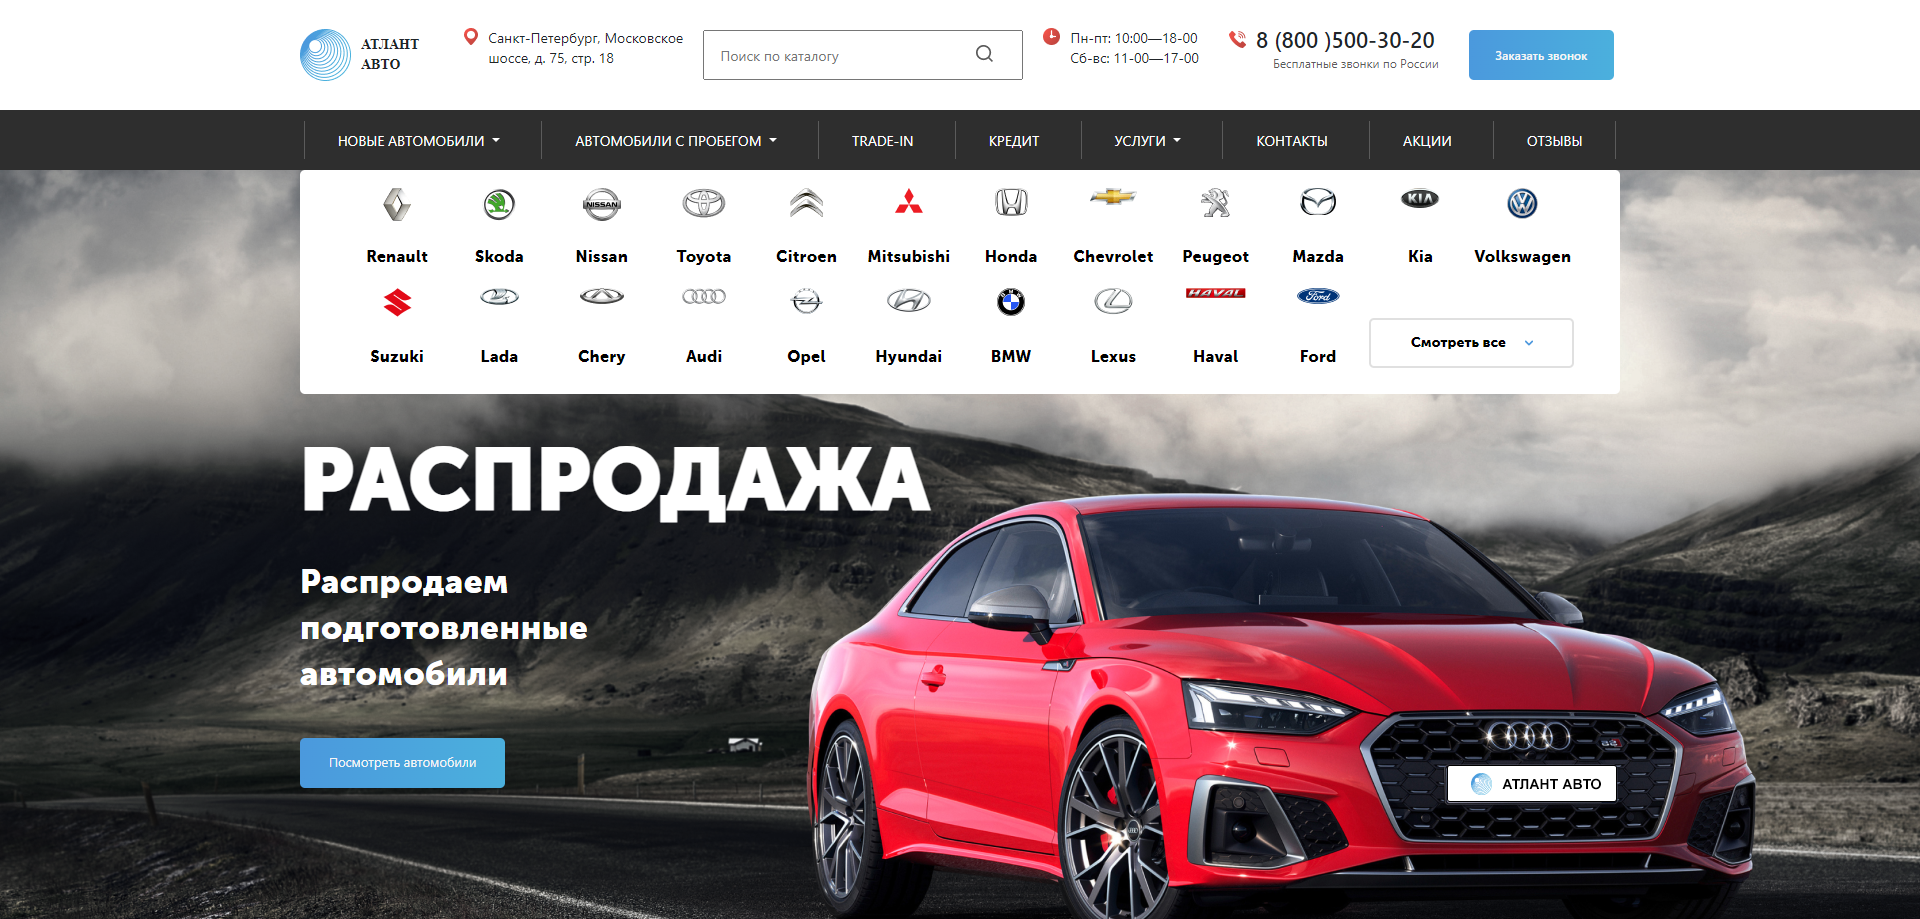 АТЛАНТ
АВТО
Санкт-Петербург, Московское
шоссе, д. 75, стр. 18
Поиск по каталогу
Пн-пт: 10:00—18-00
Сб-вс: 11-00—17-00
8 (800 )500-30-20
Бесплатные звонки по России
Заказать звонок
НОВЫЕ АВТОМОБИЛИ АВТОМОБИЛИ С ПРОБЕГОМ TRADE-IN КРЕДИТ УСЛУГИ КОНТАКТЫ АКЦИИ ОТЗЫВЫ
NISSAN KIA
Renault Skoda Nissan Toyota Citroen Mitsubishi Honda Chevrolet Peugeot Mazda Kia Volkswagen
BMW HAVAL Ford
Suzuki Lada Chery Audi Opel Hyundai BMW Lexus Haval Ford
Смотреть все
РАСПРОДАЖА
Распродаем
подготовленные
автомобили
Посмотреть автомобили
АТЛАНТ АВТО